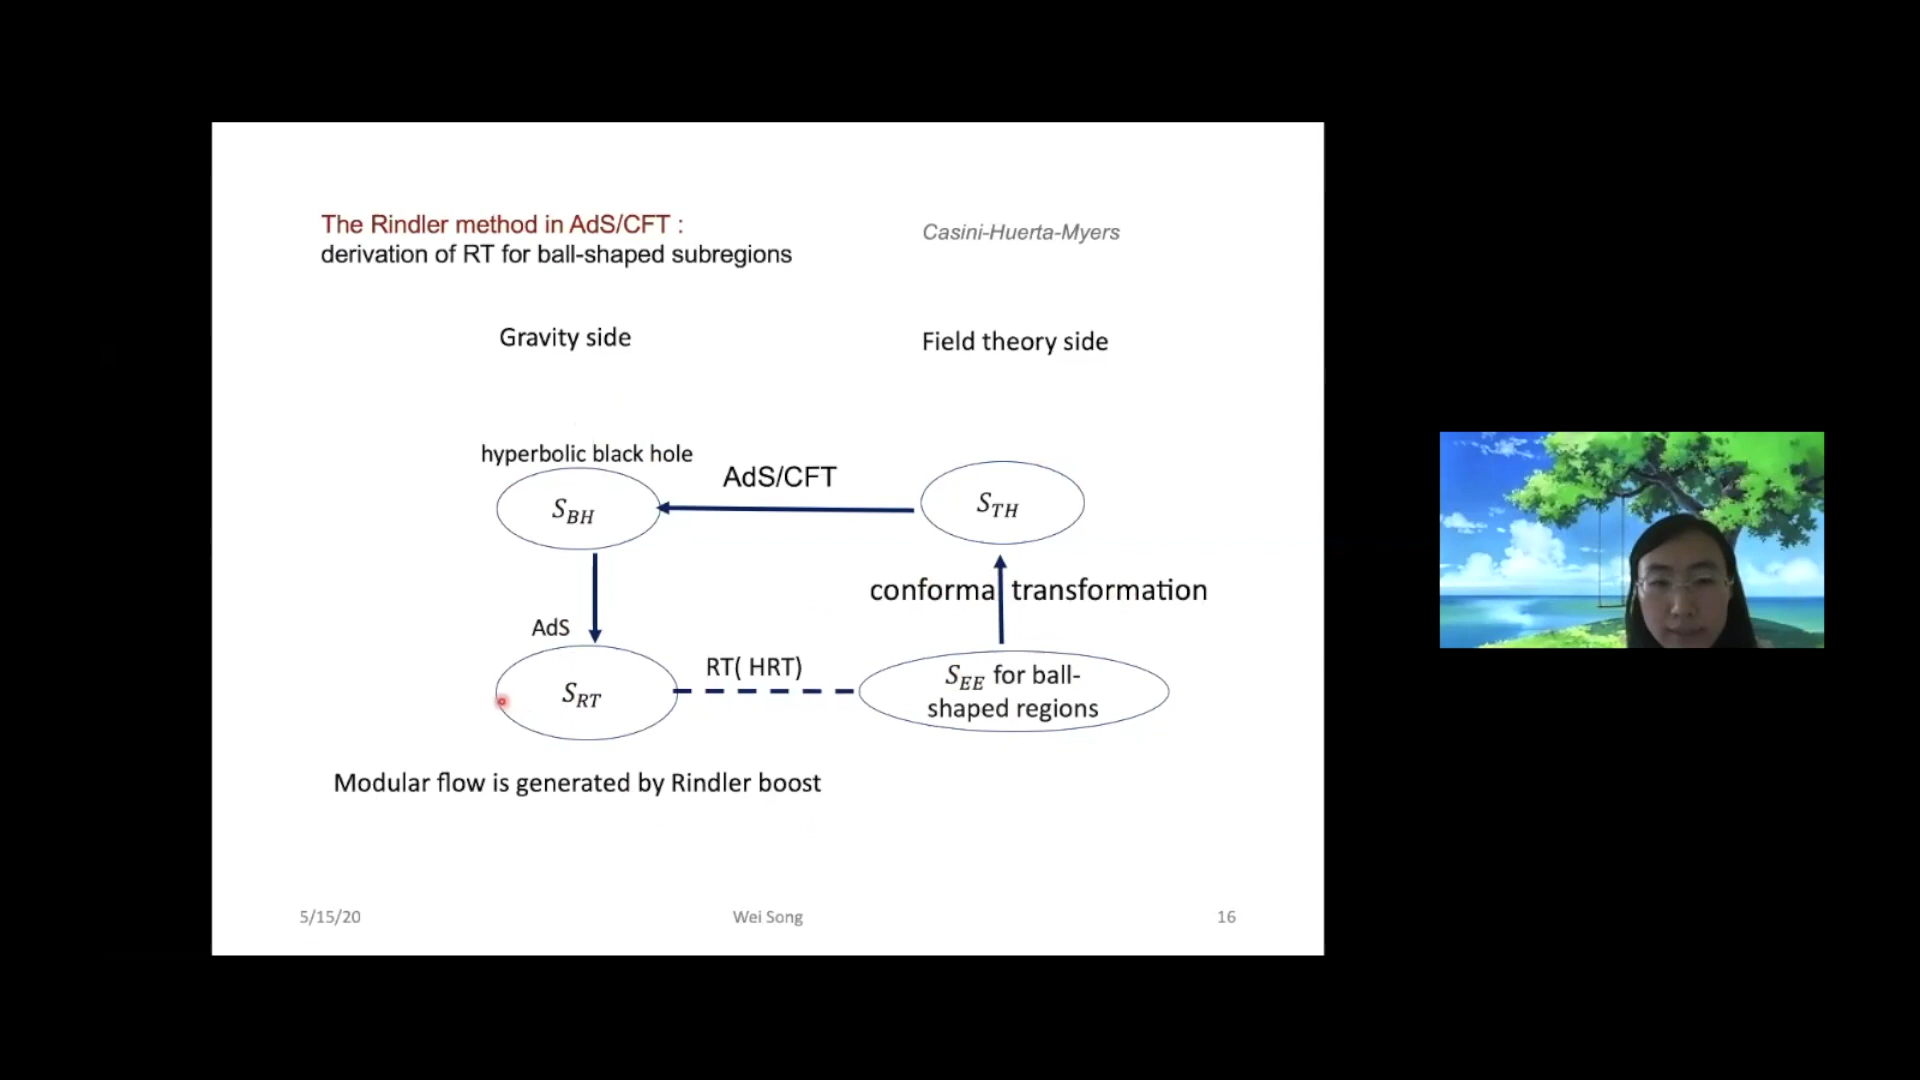 The Rindler method in AdS/CFT :
derivation of RT for ball-shaped subregions
Casini-Huerta-Myers
Gravity side
Field theory side
hyperbolic black hole
AdS/CFT
S_BH
S_TH
conforma transformation
AdS
RT( HRT)
S_RT
S_EE for ball-
shaped regions
Modular flow is generated by Rindler boost
5/15/20
Wei Song
16